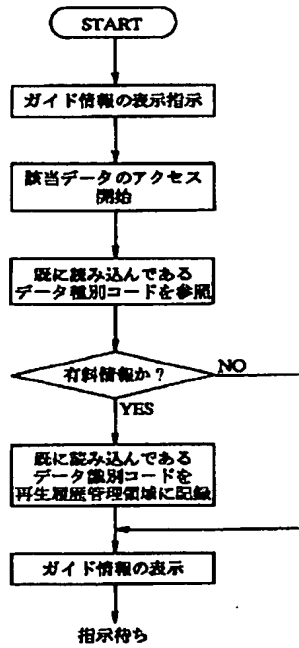 START
ガイド情報の表示指示
該当データのアクセス
開始
既に読み込んである
データ種別コードを参照
有料情報か?
NO
YES
既に読み込んである
データ識別コードを
再生履歴管理領域に記録
ガイド情報の表示
指示待ち